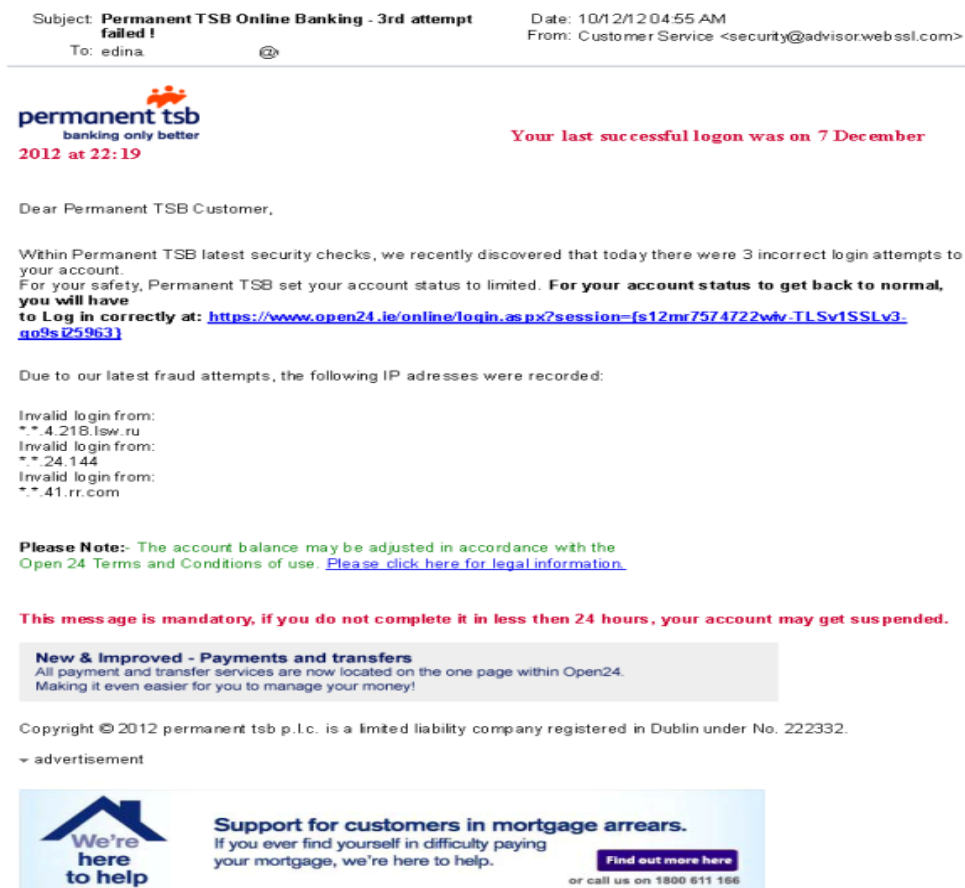 Subject: Permanent TSB Online Banking - 3rd attempt failed !
To: edina @
Date: 10/12/12 04:55 AM
From: Customer Service <security@advisor.webssl.com>
permanent tsb
banking only better
Your last successful logon was on 7 December
2012 at 22:19
Dear Permanent TSB Customer,
Within Permanent TSB latest security checks, we recently discovered that today there were 3 incorrect login attempts to
your account.
For your safety, Permanent TSB set your account status to limited. For your account status to get back to normal,
you will have
to Log in correctly at: https://www.open24.ie/online/login.aspx?session={s12mr7574722wiv-TLSv1SSLv3-
qo9si25963}
Due to our latest fraud attempts, the following IP adresses were recorded:
Invalid login from:
*.*.4.218.lsw.ru
Invalid login from:
*.*.24.144
Invalid login from:
*.*.41.rr.com
Please Note:- The account balance may be adjusted in accordance with the
Open 24 Terms and Conditions of use. Please click here for legal information.
This message is mandatory, if you do not complete it in less then 24 hours, your account may get suspended.
New & Improved - Payments and transfers
All payment and transfer services are now located on the one page within Open24.
Making it even easier for you to manage your money!
Copyright © 2012 permanent tsb p.l.c. is a limited liability company registered in Dublin under No. 222332.
advertisement
We're
here
to help
Support for customers in mortgage arrears.
If you ever find yourself in difficulty paying
your mortgage, we're here to help.
Find out more here
or call us on 1800 611 166